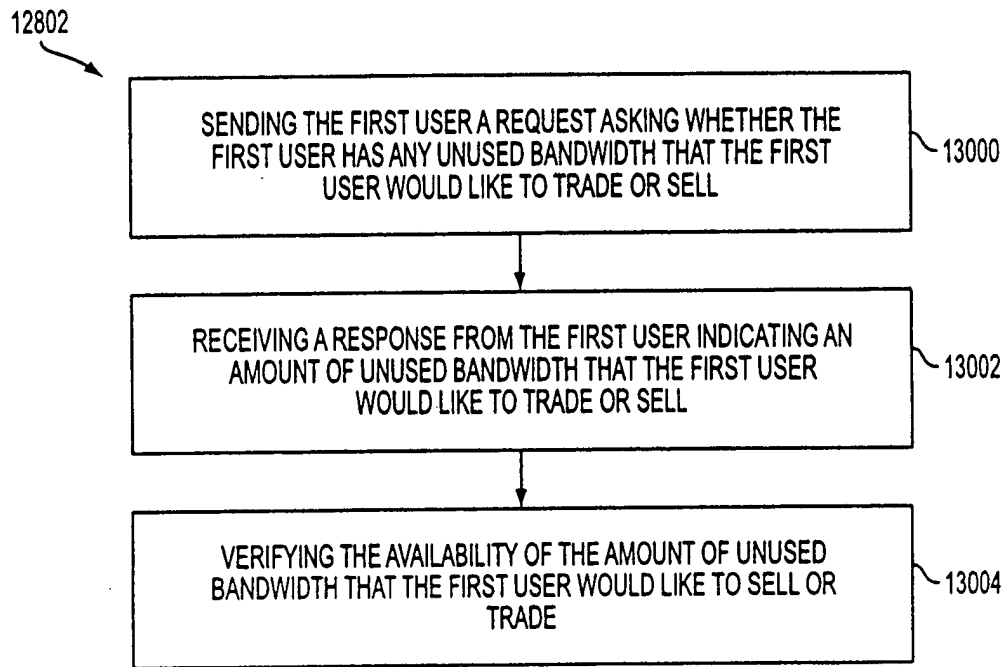 12802
SENDING THE FIRST USER A REQUEST ASKING WHETHER THE
FIRST USER HAS ANY UNUSED BANDWIDTH THAT THE FIRST
USER WOULD LIKE TO TRADE OR SELL
13000
RECEIVING A RESPONSE FROM THE FIRST USER INDICATING AN
AMOUNT OF UNUSED BANDWIDTH THAT THE FIRST USER
WOULD LIKE TO TRADE OR SELL
13002
VERIFYING THE AVAILABILITY OF THE AMOUNT OF UNUSED
BANDWIDTH THAT THE FIRST USER WOULD LIKE TO SELL OR
TRADE
13004